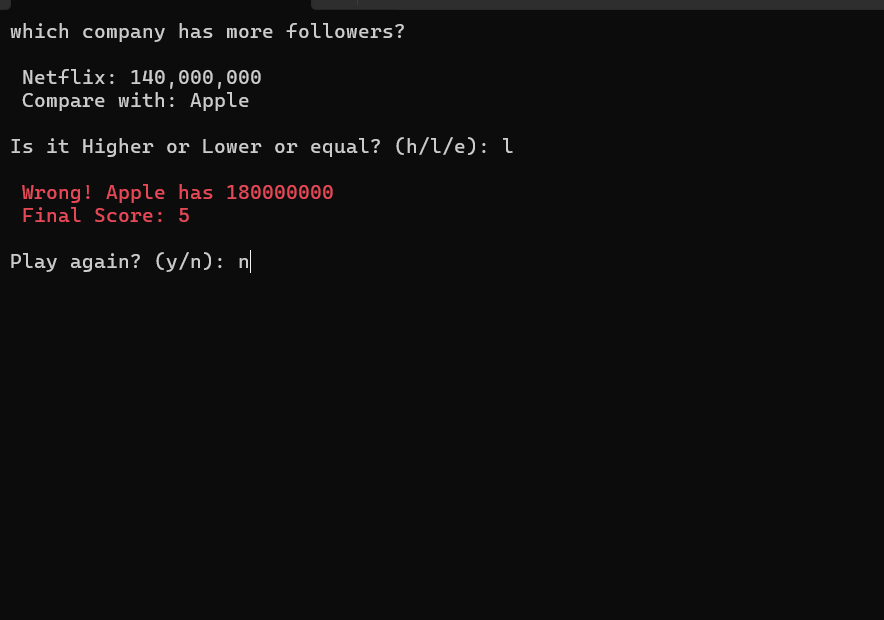 which company has more followers?
Netflix: 140,000,000
Compare with: Apple
Is it Higher or Lower or equal? (h/l/e): l
Wrong! Apple has 180000000
Final Score: 5
Play again? (y/n): n